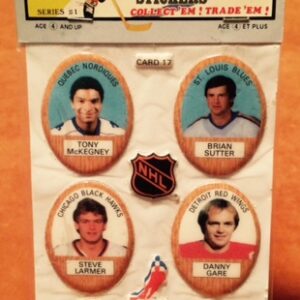 STICKERS
SERIES #1
COLLECT 'EM! TRADE 'EM!
AGE 4 AND UP
AGE 4 ET PLUS
CARD 17
QUEBEC NORDIQUES
TONY
McKEGNEY
ST. LOUIS BLUES
BRIAN
SUTTER
NHL
CHICAGO BLACK HAWKS
STEVE
LARMER
DETROIT RED WINGS
DANNY
GARE